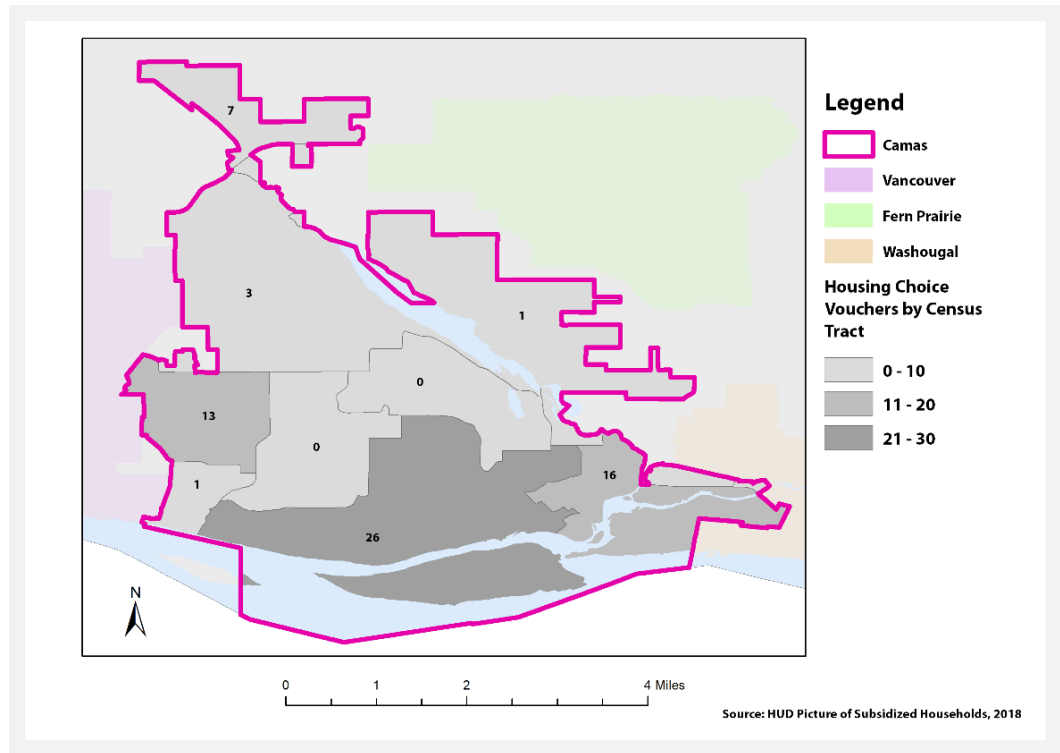 7
3
1
0
13
0
1
16
26
N
0 1 2 4 Miles
Legend
Camas
Vancouver
Fern Prairie
Washougal
Housing Choice
Vouchers by Census
Tract
0 - 10
11 - 20
21 - 30
Source: HUD Picture of Subsidized Households, 2018